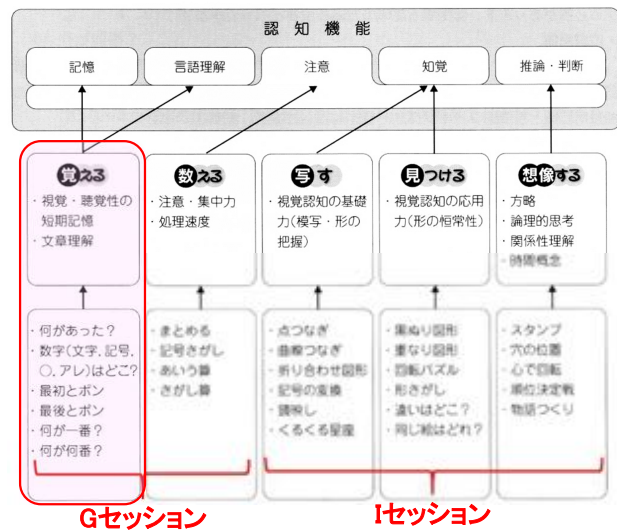 認知機能
記憶
言語理解
注意
知覚
推論・判断
覚える
・視覚・聴覚性の
短期記憶
・文章理解
数える
・注意・集中力
・処理速度
写す
・視覚認知の基礎
力(模写・形の
把握)
見つける
・視覚認知の応用
力(形の恒常性)
想像する
・方略
・論理的思考
・関係性理解
・時間概念
・何があった?
・数字(文字,記号,
○,アレ)はどこ?
・最初とポン
・最後とポン
・何が一番?
・何が何番?
・まとめる
・記号さがし
・あいう算
・さがし算
・点つなぎ
・曲線つなぎ
・折り合わせ図形
・記号の変換
・鏡映し
・くるくる星座
・黒ぬり図形
・重なり図形
・回転パズル
・形さがし
・違いはどこ?
・同じ絵はどれ?
・スタンプ
・穴の位置
・心で回転
・順位決定戦
・物語つくり
Gセッション
Iセッション